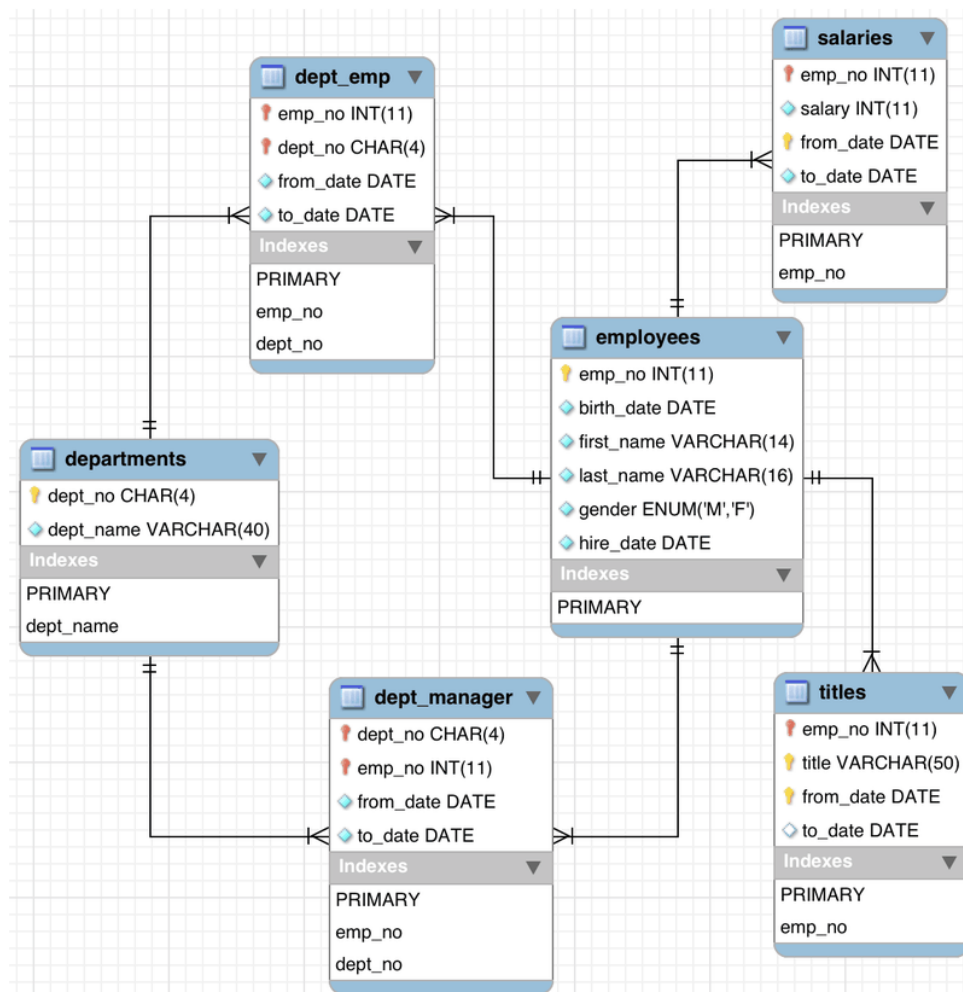 salaries
emp_no INT(11)
salary INT(11)
from_date DATE
to_date DATE
Indexes
PRIMARY
emp_no
dept_emp
emp_no INT(11)
dept_no CHAR(4)
from_date DATE
to_date DATE
Indexes
PRIMARY
emp_no
dept_no
employees
emp_no INT(11)
birth_date DATE
first_name VARCHAR(14)
last_name VARCHAR(16)
gender ENUM('M','F')
hire_date DATE
Indexes
PRIMARY
departments
dept_no CHAR(4)
dept_name VARCHAR(40)
Indexes
PRIMARY
dept_name
dept_manager
dept_no CHAR(4)
emp_no INT(11)
from_date DATE
to_date DATE
Indexes
PRIMARY
emp_no
dept_no
titles
emp_no INT(11)
title VARCHAR(50)
from_date DATE
to_date DATE
Indexes
PRIMARY
emp_no